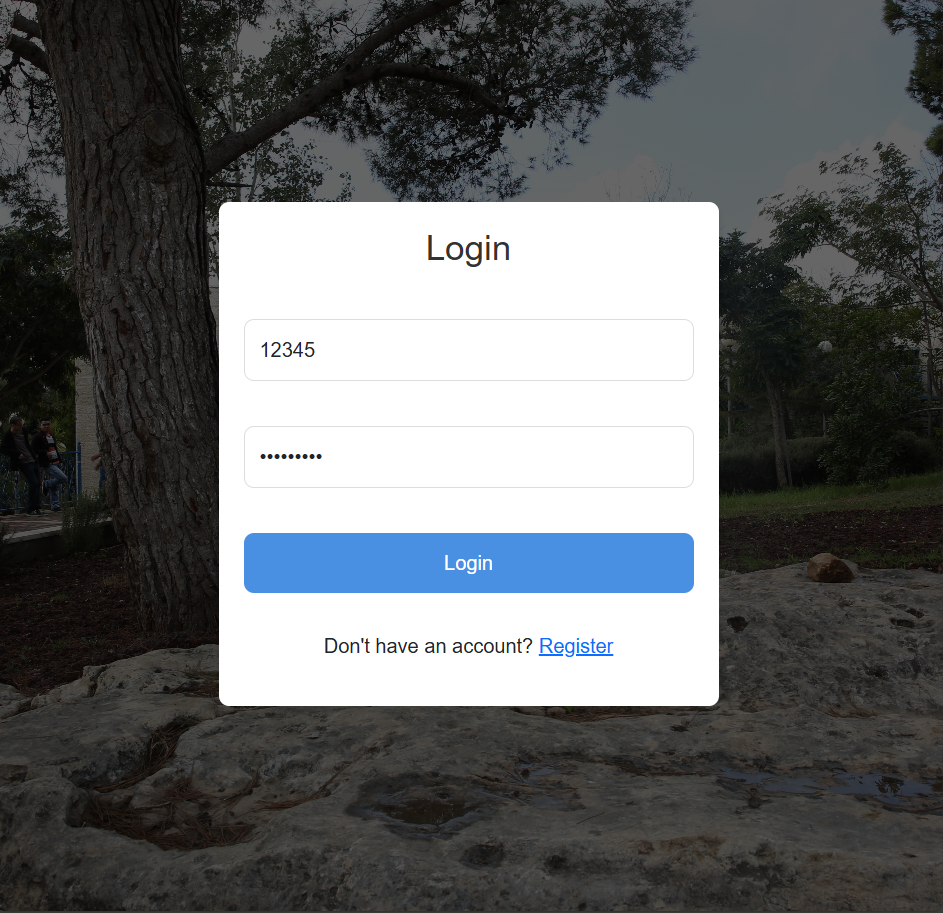 Login
12345
•••••••••
Login
Don't have an account? Register